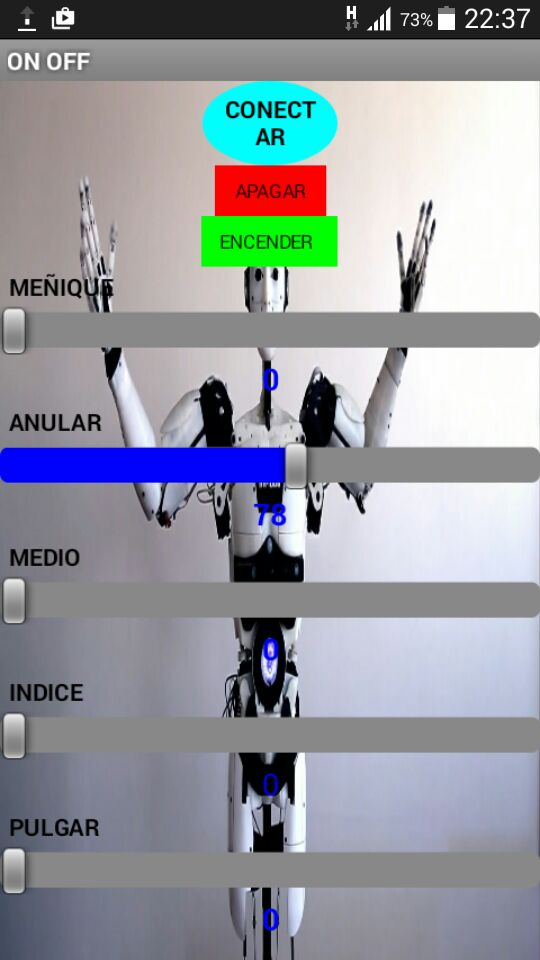 H 73% 22:37
ON OFF
CONECT
AR
APAGAR
ENCENDER
MEÑIQUE
0
ANULAR
78
MEDIO
0
INDICE
0
PULGAR
0